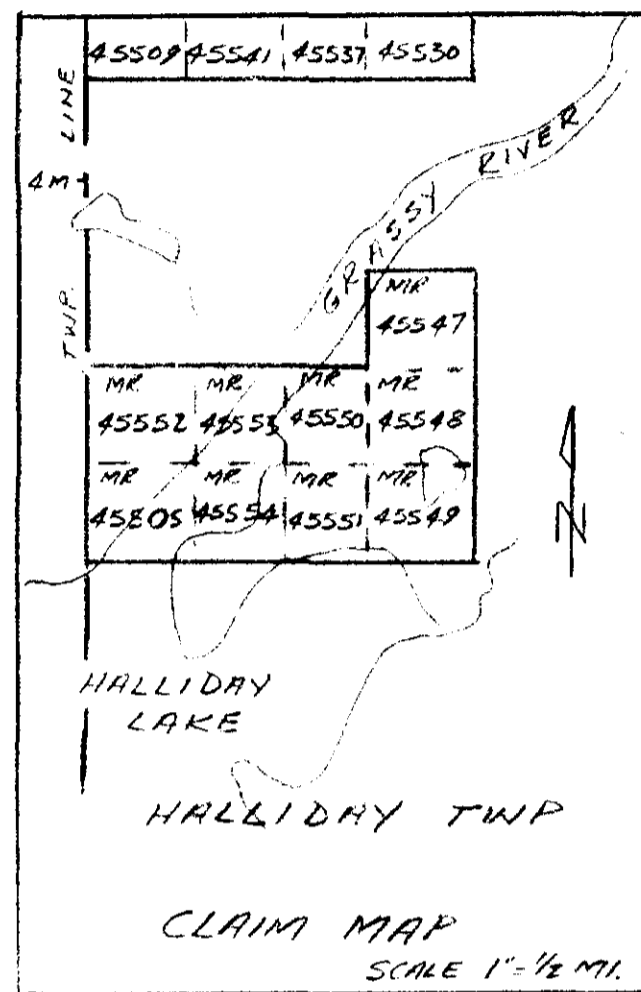 45509 45541 45537 45530
TWP. LINE
4M
GRASSY RIVER
MR
45547
MR MR MR MR
45552 45553 45550 45548
MR MR MR MR
45805 45554 45551 45549
N
HALLIDAY
LAKE
HALLIDAY TWP
CLAIM MAP
SCALE 1"=1/2 MI.